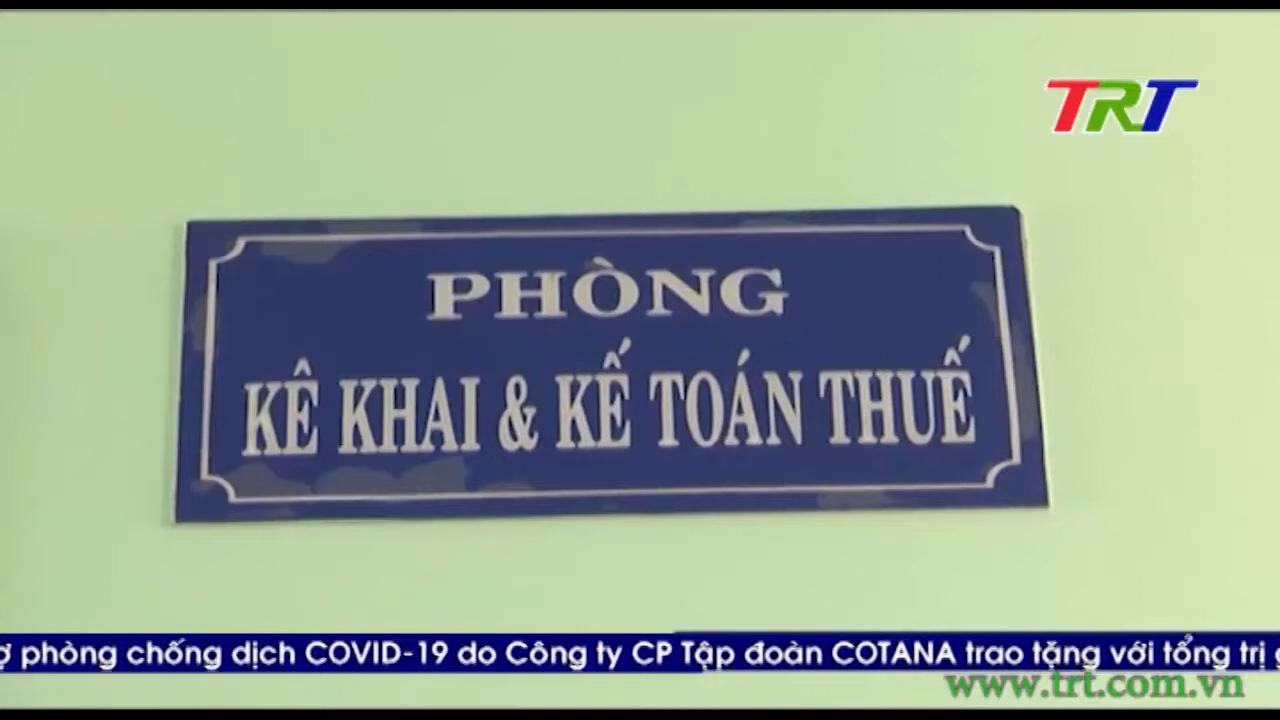 TRT
PHÒNG
KÊ KHAI & KẾ TOÁN THUẾ
phòng chống dịch COVID-19 do Công ty CP Tập đoàn COTANA trao tặng với tổng trị
www.trt.com.vn